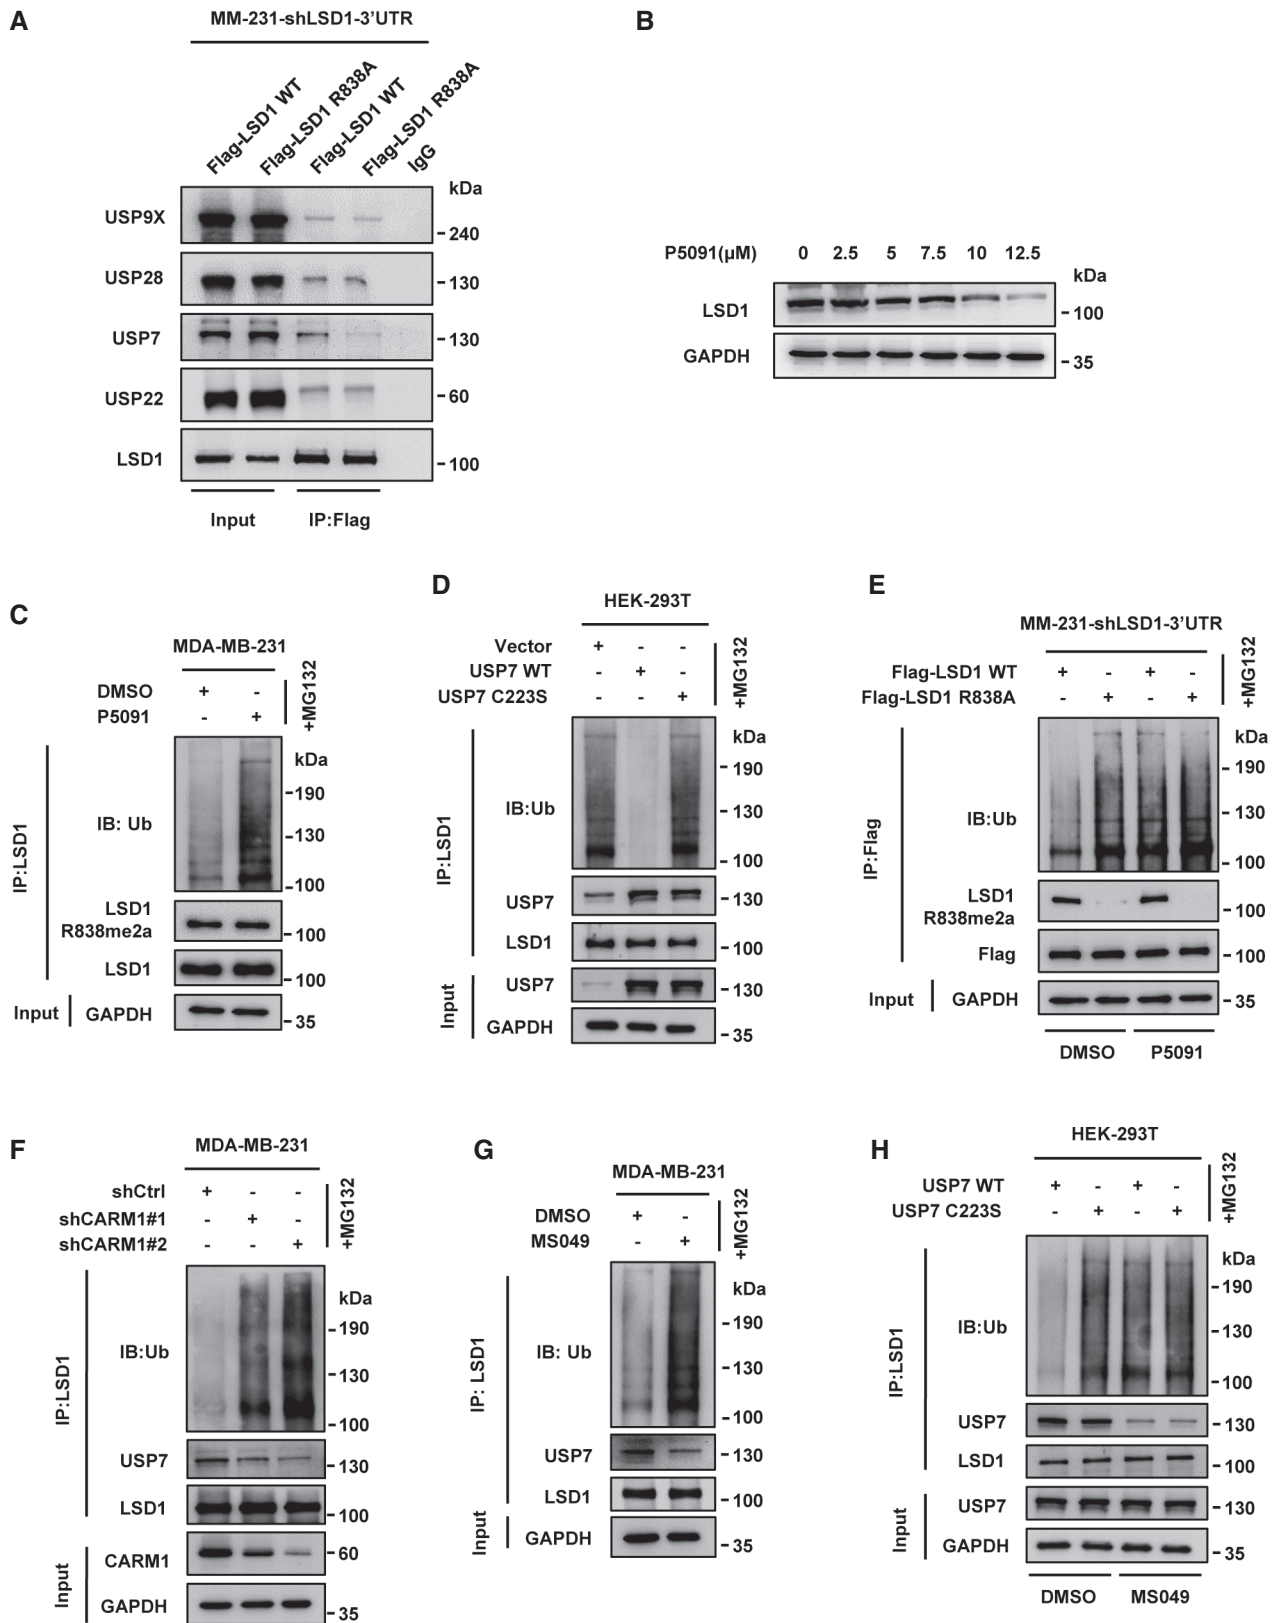 A
MM-231-shLSD1-3'UTR
Flag-LSD1 WT
Flag-LSD1 R838A
Flag-LSD1 WT
Flag-LSD1 R838A
IgG
kDa
USP9X
-240
USP28
-130
USP7
-130
USP22
-60
LSD1
-100
Input IP:Flag
B
P5091(μM) 0 2.5 5 7.5 10 12.5
kDa
LSD1
-100
GAPDH
-35
C
MDA-MB-231
DMSO + -
P5091 - +
+MG132
kDa
-190
IB: Ub
-130
-100
LSD1
R838me2a
-100
LSD1
-100
IP:LSD1
Input GAPDH
-35
D
HEK-293T
Vector + - -
USP7 WT - + -
USP7 C223S - - +
+MG132
kDa
-190
IB:Ub
-130
-100
USP7
-130
LSD1
-100
IP:LSD1
USP7
-130
GAPDH
-35
Input
E
MM-231-shLSD1-3'UTR
Flag-LSD1 WT + - + -
Flag-LSD1 R838A - + - +
+MG132
kDa
-190
-130
IB:Ub
-100
LSD1
R838me2a
-100
Flag
-100
IP:Flag
Input GAPDH
-35
DMSO P5091
F
MDA-MB-231
shCtrl + - -
shCARM1#1 - + -
shCARM1#2 - - +
+MG132
kDa
-190
IB:Ub
-130
-100
USP7
-130
LSD1
-100
IP:LSD1
CARM1
-60
GAPDH
-35
Input
G
MDA-MB-231
DMSO + -
MS049 - +
+MG132
kDa
-190
IB: Ub
-130
-100
USP7
-130
LSD1
-100
IP: LSD1
GAPDH
-35
Input
H
HEK-293T
USP7 WT + - + -
USP7 C223S - + - +
+MG132
kDa
-190
IB:Ub
-130
-100
USP7
-130
LSD1
-100
IP:LSD1
USP7
-130
GAPDH
-35
Input
DMSO MS049